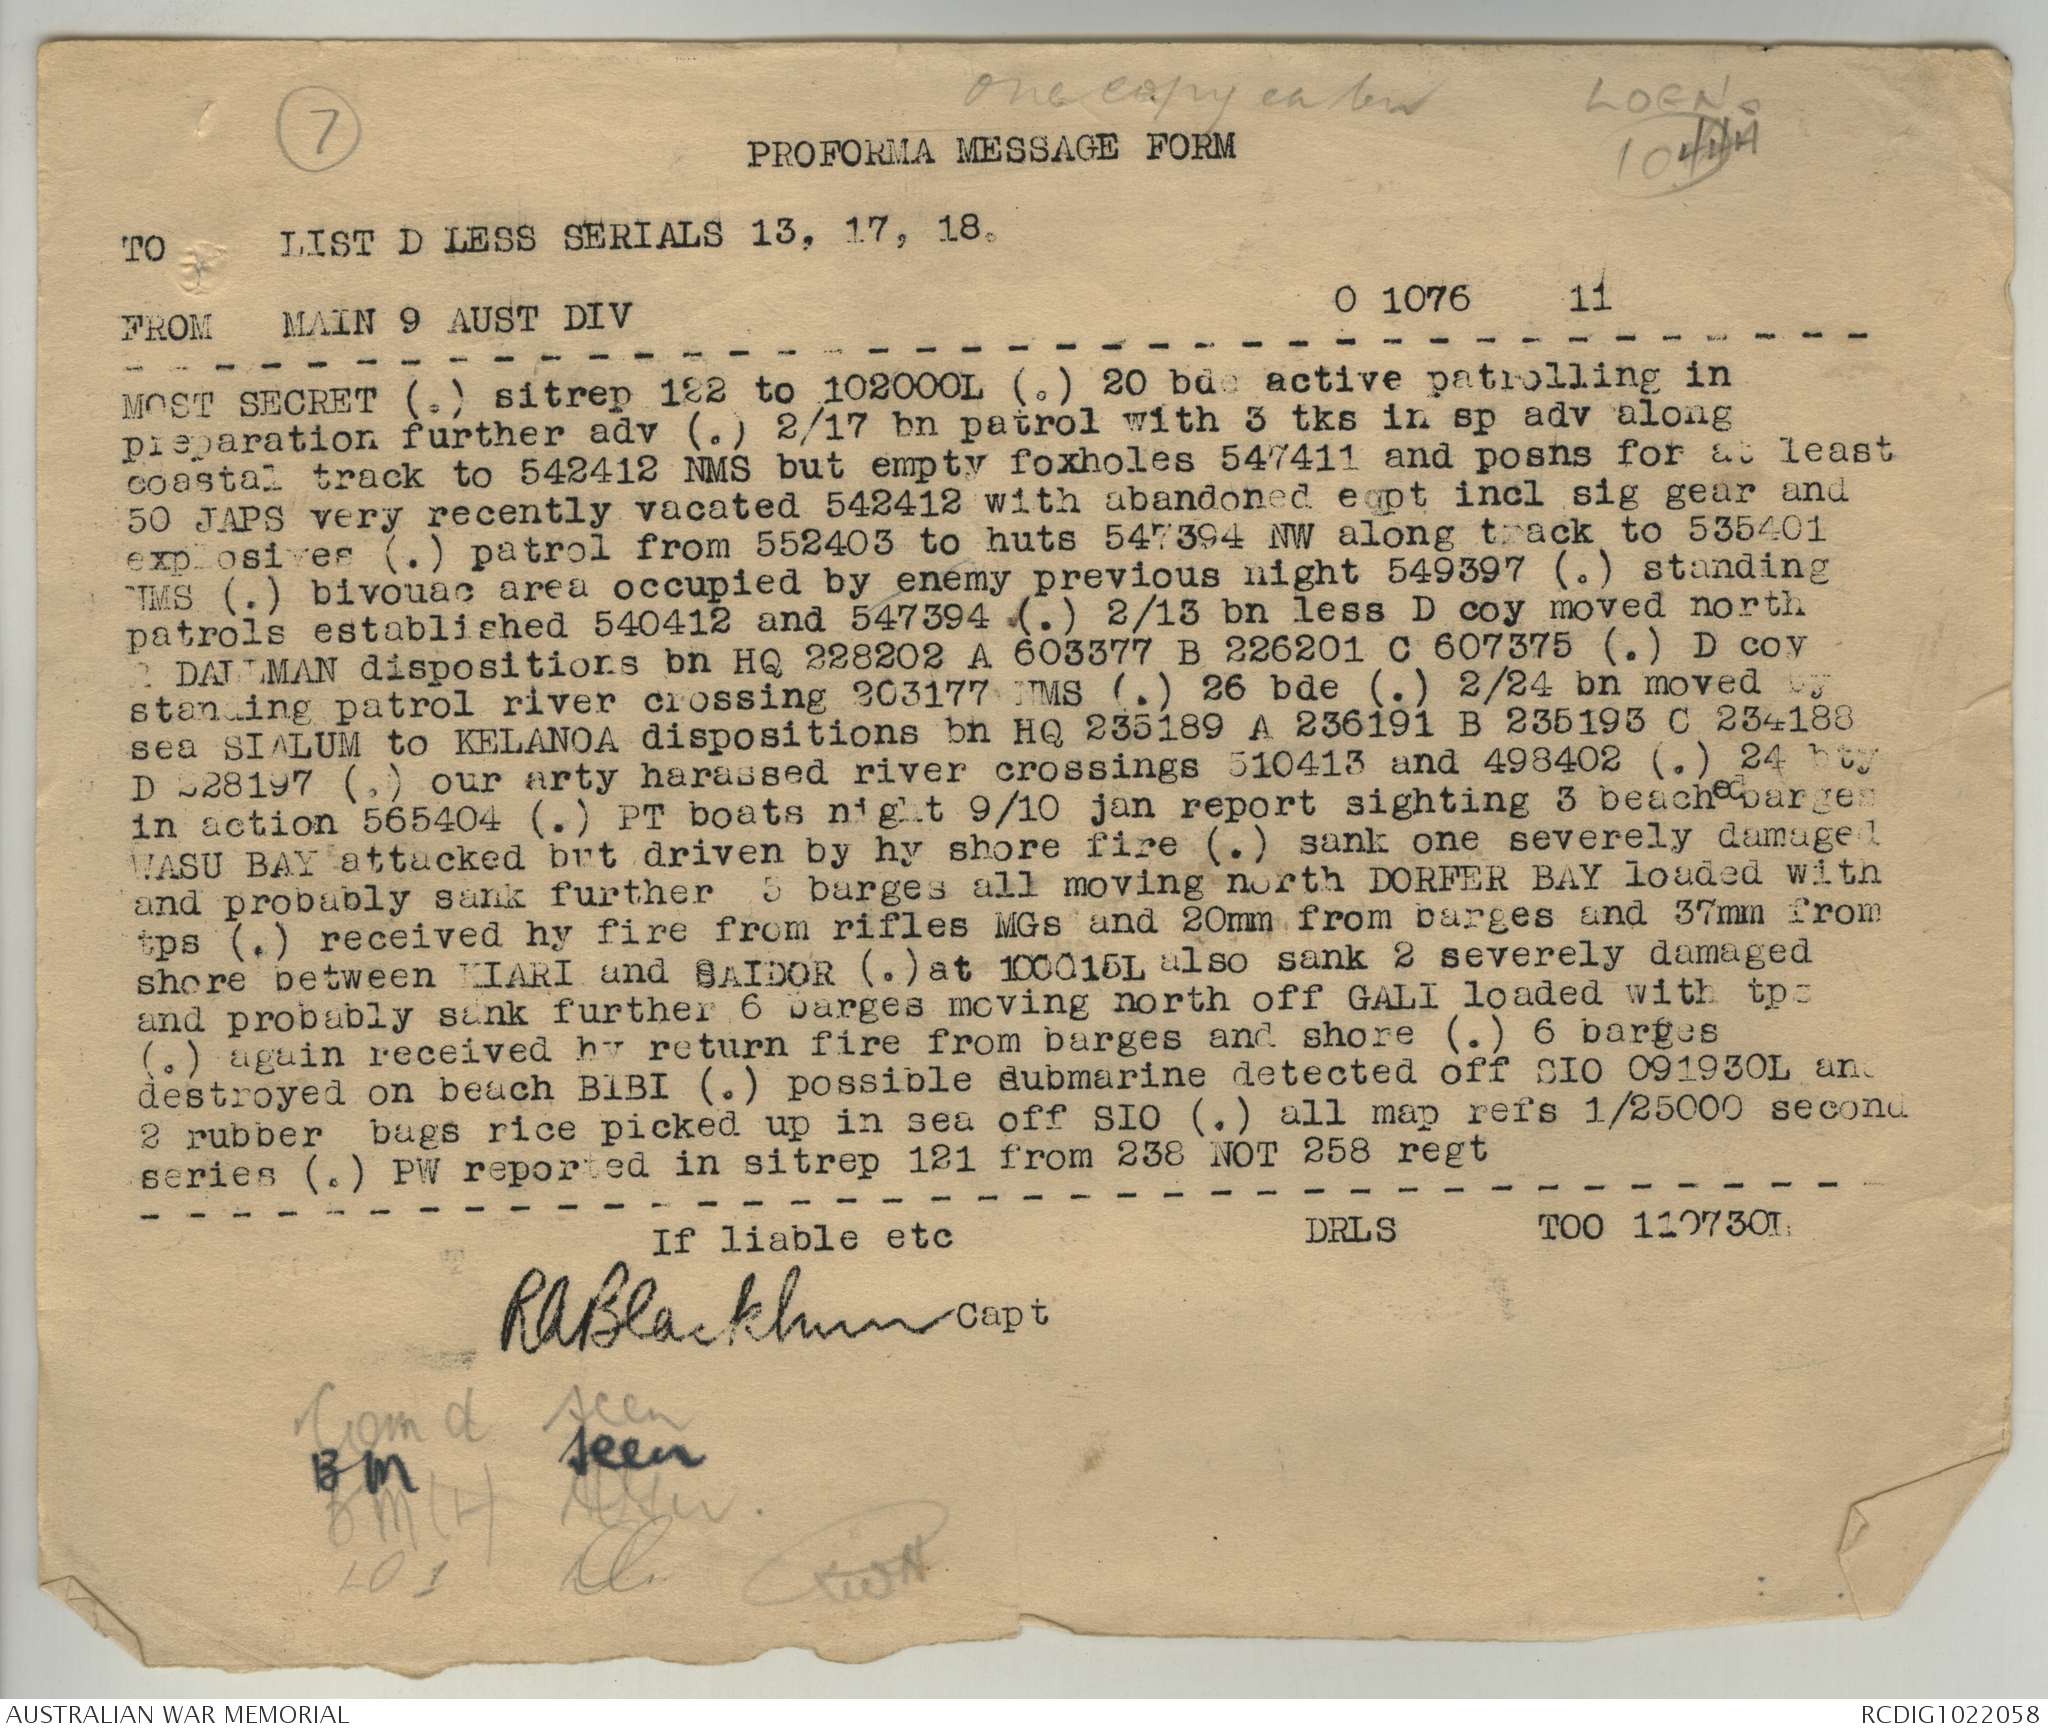 7
one copy ea bn
LOEN.
PROFORMA MESSAGE FORM
TO LIST D LESS SERIALS 13, 17, 18.
FROM MAIN 9 AUST DIV O 1076 11
MOST SECRET (.) sitrep 122 to 102000L (.) 20 bde active patrolling in
preparation further adv (.) 2/17 bn patrol with 3 tks in sp adv along
coastal track to 542412 NMS but empty foxholes 547411 and posns for at least
50 JAPS very recently vacated 542412 with abandoned eqpt incl sig gear and
explosives (.) patrol from 552403 to huts 547394 NW along track to 535401
NMS (.) bivouac area occupied by enemy previous night 549397 (.) standing
patrols established 540412 and 547394 (.) 2/13 bn less D coy moved north
DALLMAN dispositions bn HQ 228202 A 603377 B 226201 C 607375 (.) D coy
standing patrol river crossing 203177 NMS (.) 26 bde (.) 2/24 bn moved by
sea SIALUM to KELANOA dispositions bn HQ 235189 A 236191 B 235193 C 234188
D 228197 (.) our arty harassed river crossings 510413 and 498402 (.) 24 bty
in action 565404 (.) PT boats night 9/10 jan report sighting 3 beached barges
WASU BAY attacked but driven by hy shore fire (.) sank one severely damaged
and probably sank further 5 barges all moving north DORFER BAY loaded with
tps (.) received hy fire from rifles MGs and 20mm from barges and 37mm from
shore between KIARI and SAIDOR (.) at 100015L also sank 2 severely damaged
and probably sank further 6 barges moving north off GALI loaded with tps
(.) again received hy return fire from barges and shore (.) 6 barges
destroyed on beach BIBI (.) possible submarine detected off SIO 091930L and
2 rubber bags rice picked up in sea off SIO (.) all map refs 1/25000 second
series (.) PW reported in sitrep 121 from 238 NOT 258 regt
If liable etc DRLS TOO 110730L
RABlackburn Capt
Comd seen
BM seen
BM(L)
LO 1
AUSTRALIAN WAR MEMORIAL RCDIG1022058